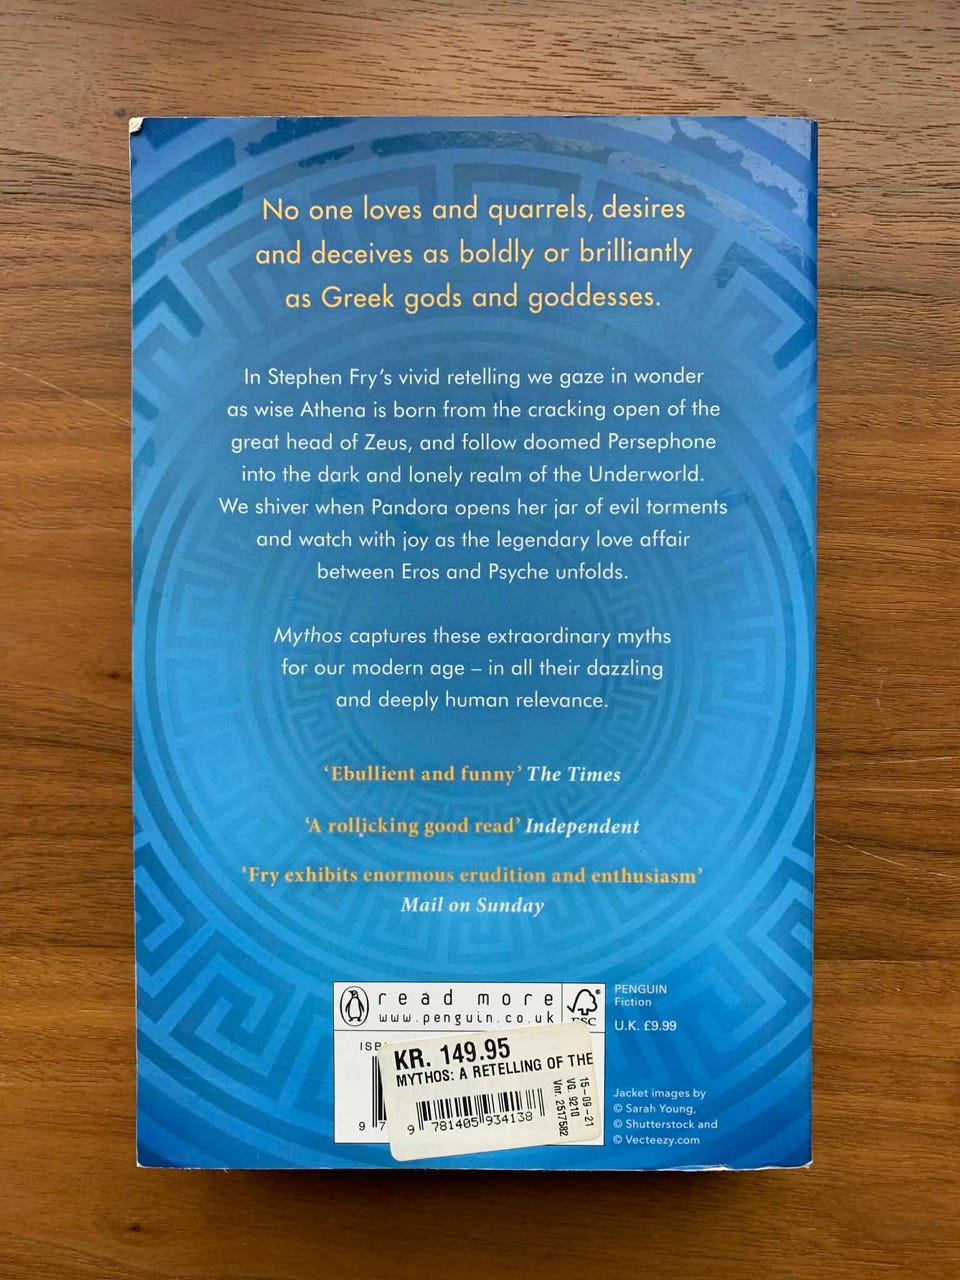 No one loves and quarrels, desires
and deceives as boldly or brilliantly
as Greek gods and goddesses.
In Stephen Fry's vivid retelling we gaze in wonder
as wise Athena is born from the cracking open of the
great head of Zeus, and follow doomed Persephone
into the dark and lonely realm of the Underworld.
We shiver when Pandora opens her jar of evil torments
and watch with joy as the legendary love affair
between Eros and Psyche unfolds.
Mythos captures these extraordinary myths
for our modern age – in all their dazzling
and deeply human relevance.
‘Ebullient and funny’ The Times
‘A rollicking good read’ Independent
‘Fry exhibits enormous erudition and enthusiasm’
Mail on Sunday
read more
www.penguin.co.uk
FSC
PENGUIN
Fiction
U.K. £9.99
KR. 149.95
MYTHOS: A RETELLING OF THE
9 781405 934138
15-09-21
VG. 9210
Vnr. 2517582
9 7
Jacket images by
© Sarah Young,
© Shutterstock and
© Vecteezy.com